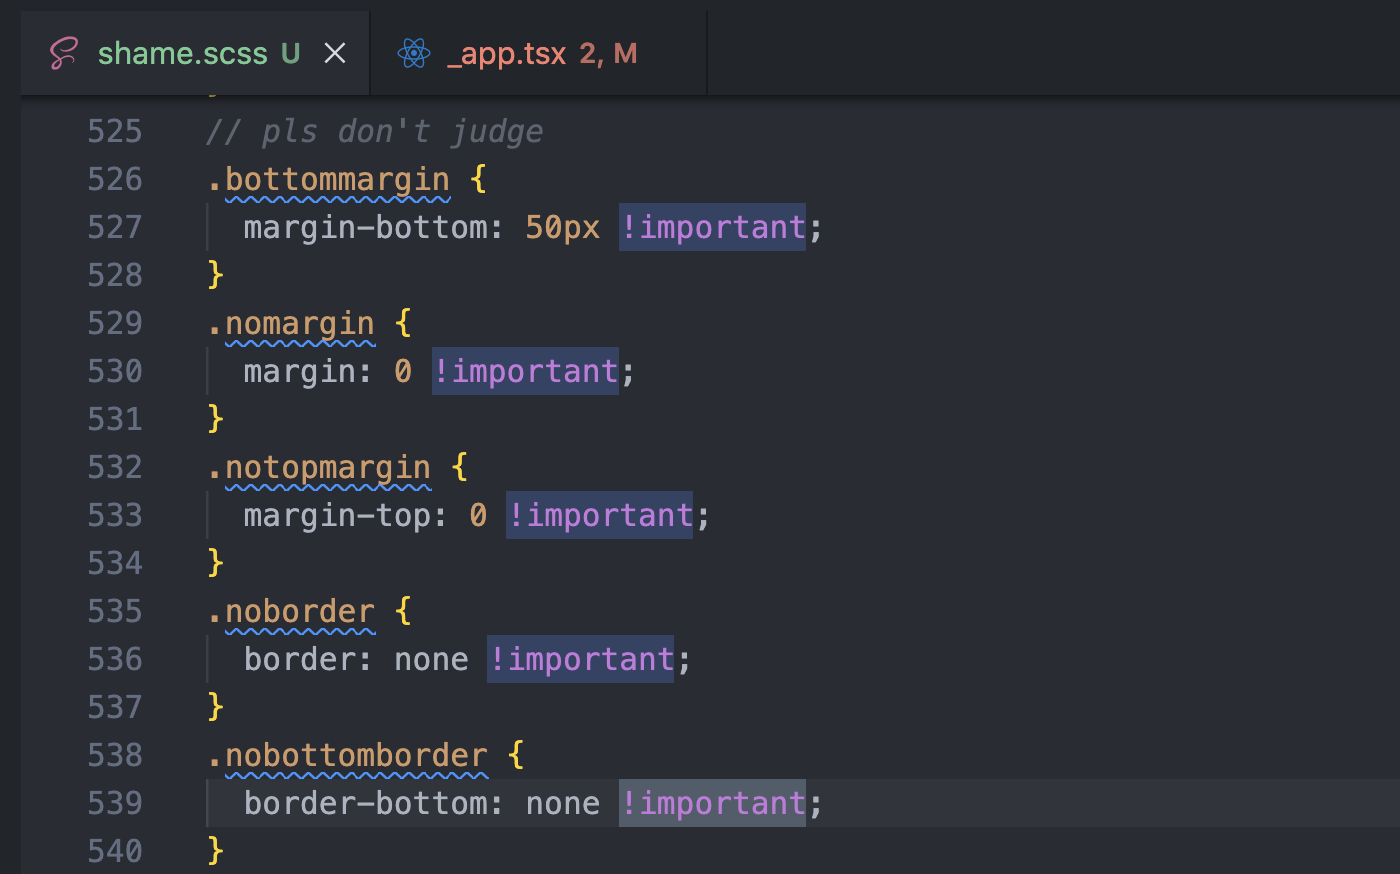 shame.scss U
_app.tsx 2, M
525 // pls don't judge
526 .bottommargin {
527 margin-bottom: 50px !important;
528 }
529 .nomargin {
530 margin: 0 !important;
531 }
532 .notopmargin {
533 margin-top: 0 !important;
534 }
535 .noborder {
536 border: none !important;
537 }
538 .nobottomborder {
539 border-bottom: none !important;
540 }